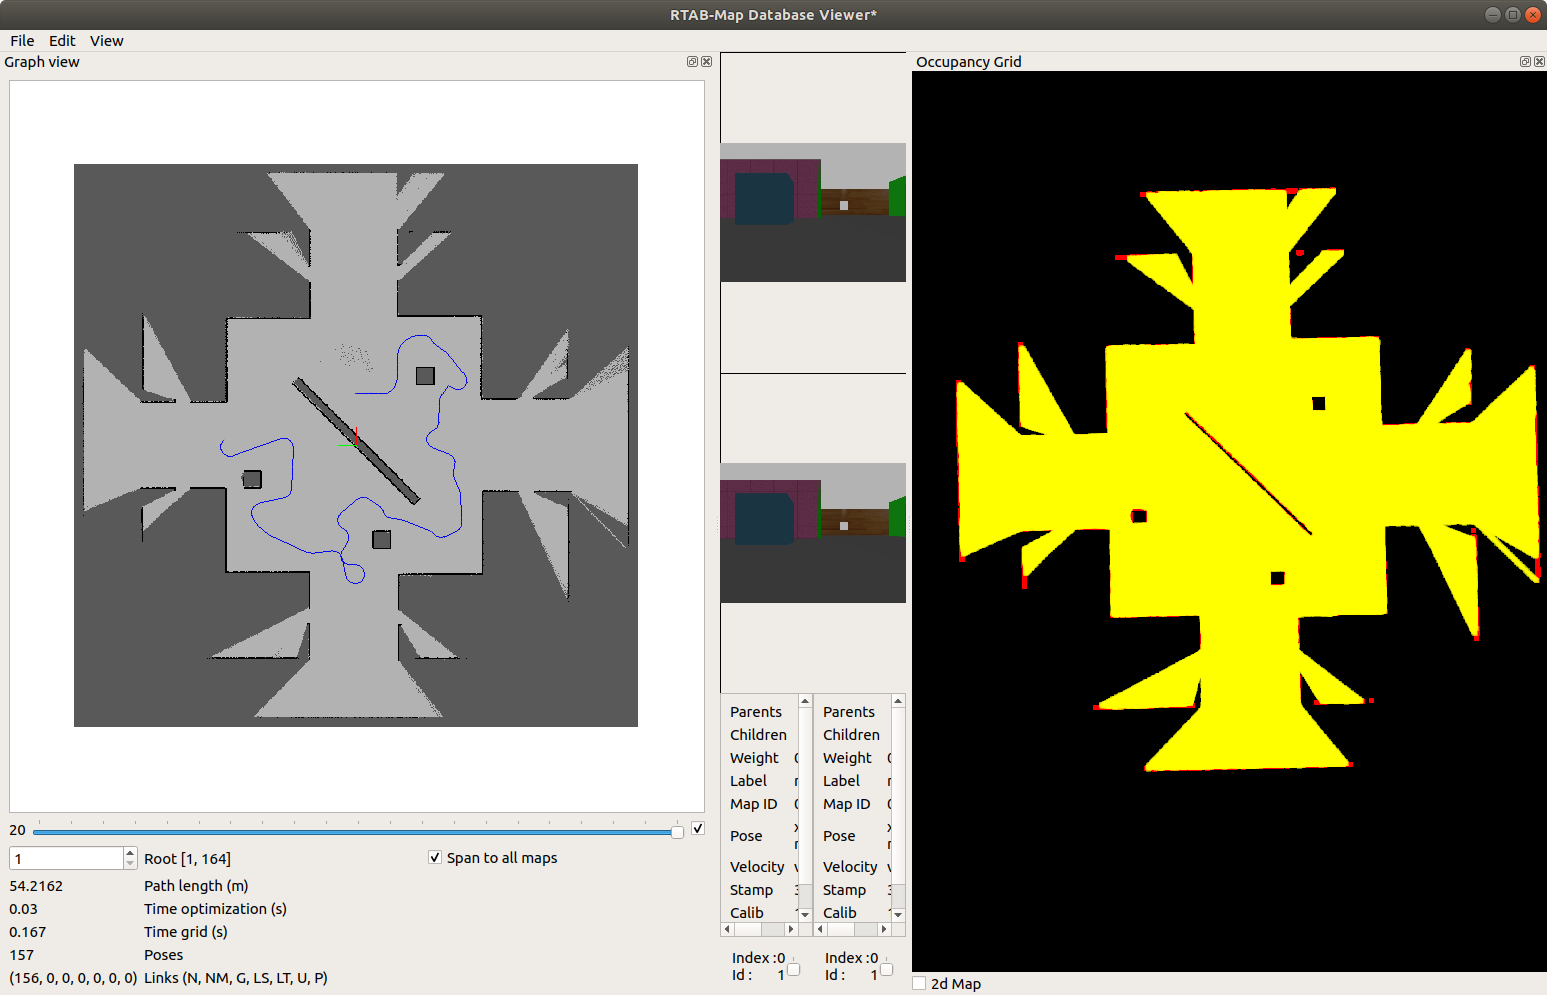 RTAB-Map Database Viewer*
File Edit View
Graph view
Occupancy Grid
20
1 Root [1, 164] Span to all maps
54.2162 Path length (m)
0.03 Time optimization (s)
0.167 Time grid (s)
157 Poses
(156, 0, 0, 0, 0, 0, 0) Links (N, NM, G, LS, LT, U, P)
Parents
Children
Weight
Label
Map ID
Pose
Velocity
Stamp
Calib
Index :0
Id : 1
Parents
Children
Weight
Label
Map ID
Pose
Velocity
Stamp
Calib
Index :0
Id : 1
2d Map